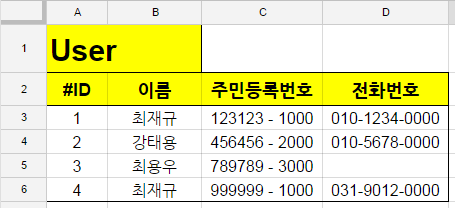 A B C D
1 User
2 #ID 이름 주민등록번호 전화번호
3 1 최재규 123123 - 1000 010-1234-0000
4 2 강태용 456456 - 2000 010-5678-0000
5 3 최용우 789789 - 3000
6 4 최재규 999999 - 1000 031-9012-0000